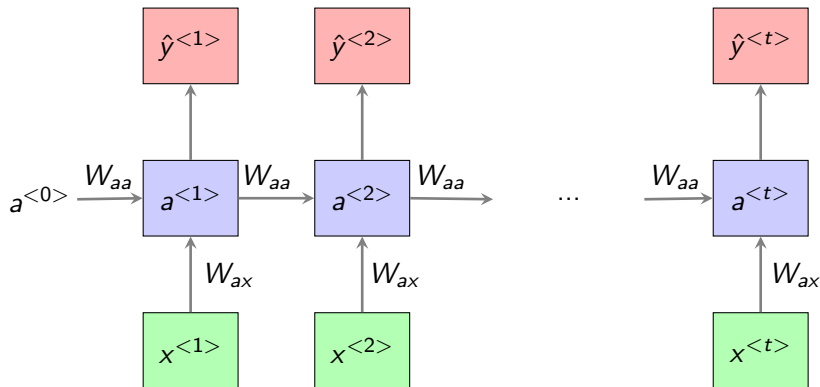 ŷ<1> ŷ<2> ŷ<t>
a<0> W_aa a<1> W_aa a<2> W_aa ... W_aa a<t>
W_ax W_ax W_ax
x<1> x<2> x<t>